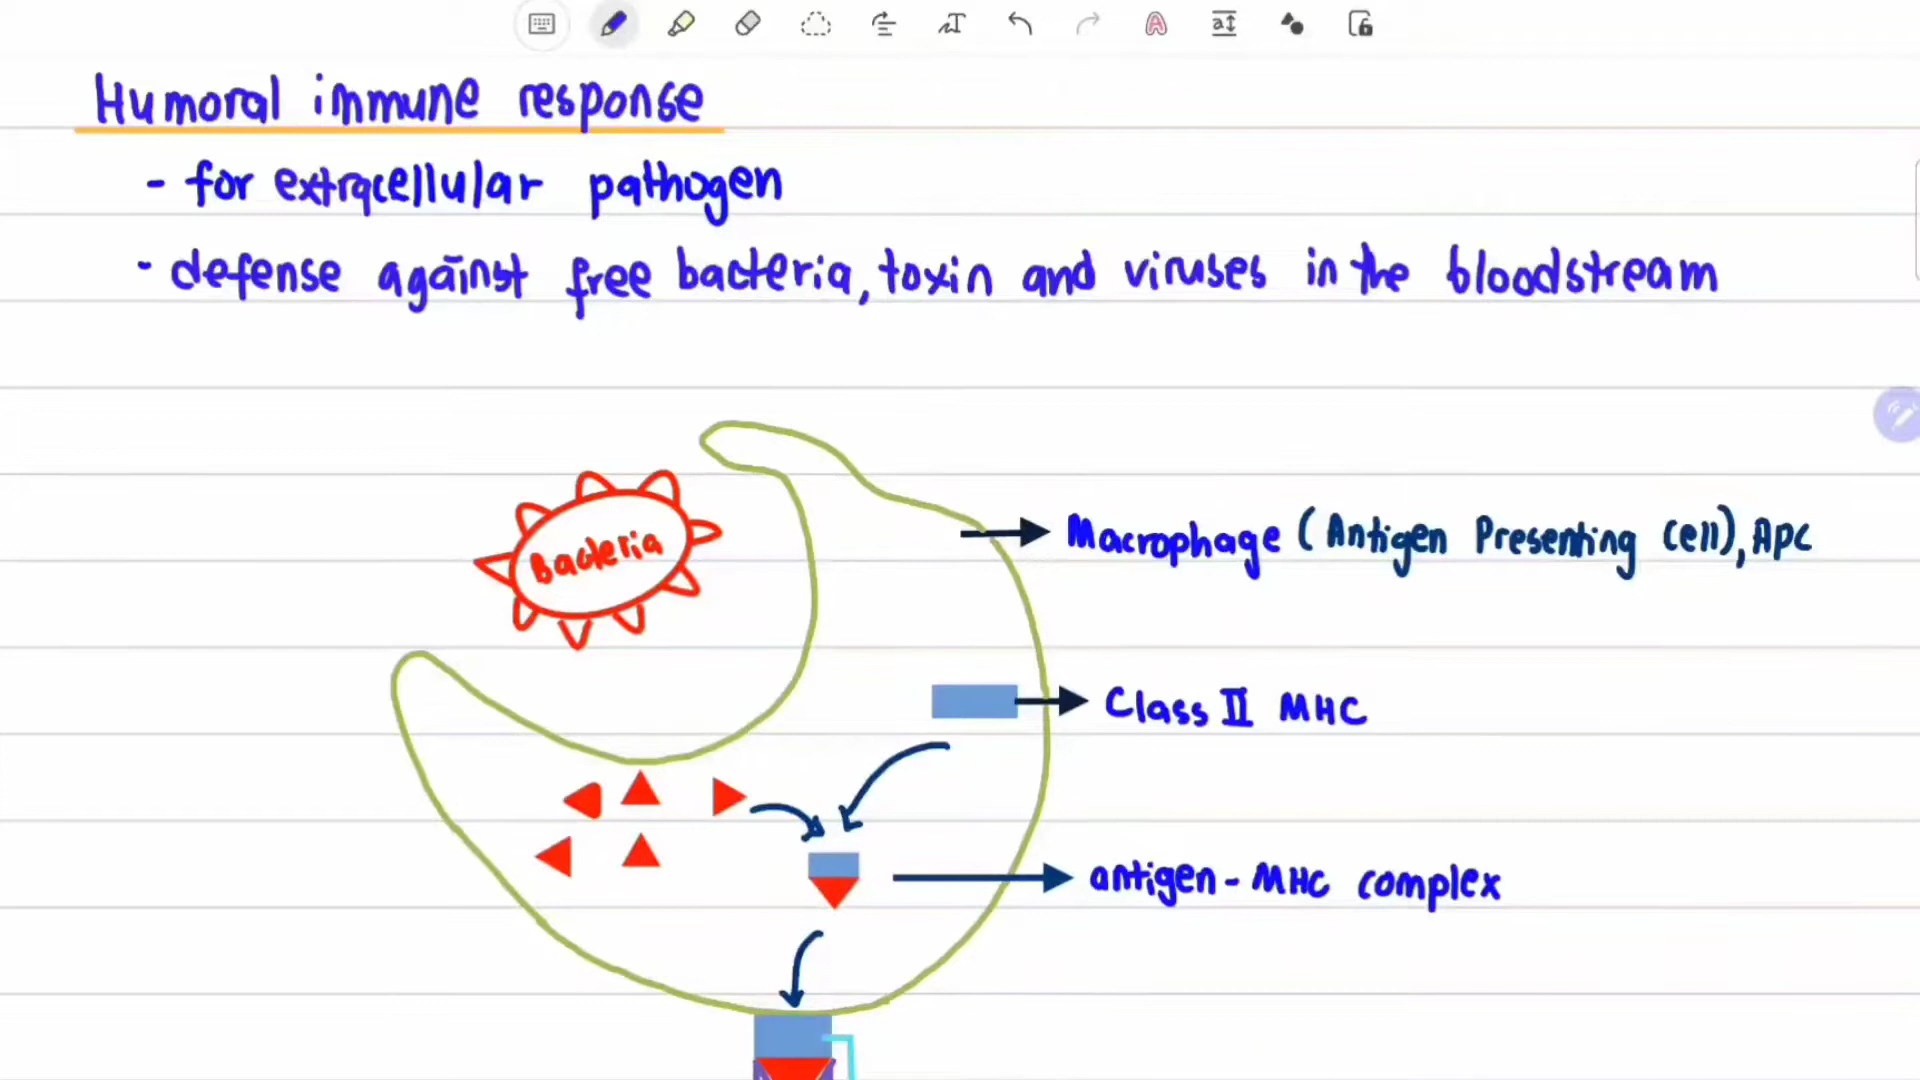 Humoral immune response
- for extracellular pathogen
- defense against free bacteria, toxin and viruses in the bloodstream
Bacteria
Macrophage (Antigen Presenting Cell), APC
Class II MHC
antigen - MHC complex